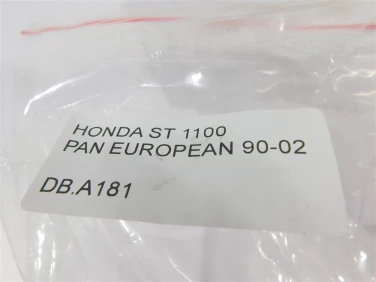 HONDA ST 1100
PAN EUROPEAN 90-02
DB.A181